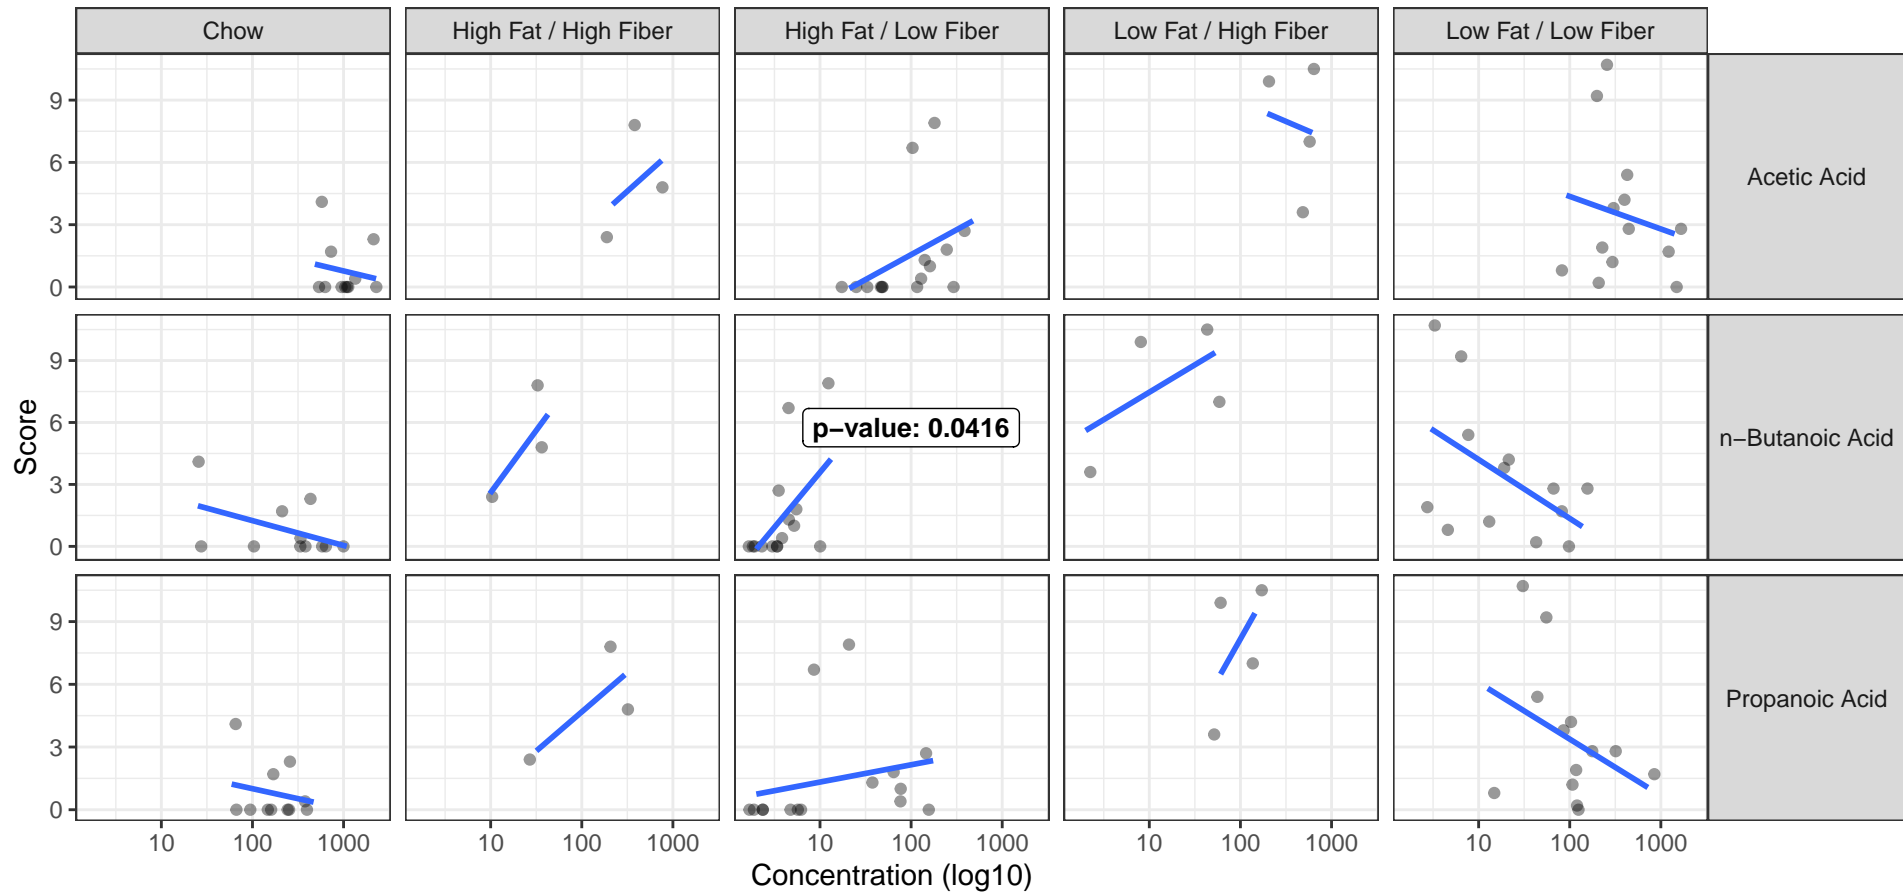 Chow
High Fat / High Fiber
High Fat / Low Fiber
Low Fat / High Fiber
Low Fat / Low Fiber
9
6
3
0
Acetic Acid
9
6
3
0
p−value: 0.0416
n−Butanoic Acid
9
6
3
0
Propanoic Acid
10 100 1000
10 100 1000
10 100 1000
10 100 1000
10 100 1000
Score
Concentration (log10)